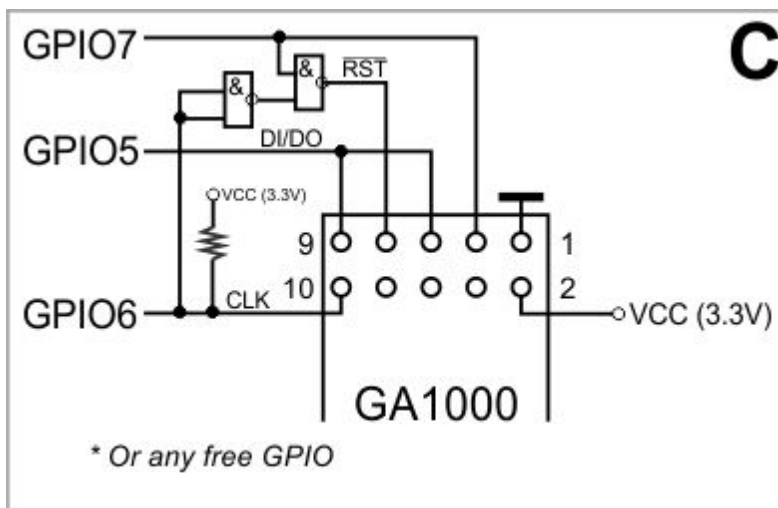 C
GPIO7
&
&
RST
GPIO5
DI/DO
VCC (3.3V)
9
1
10
2
CLK
GPIO6
VCC (3.3V)
GA1000
* Or any free GPIO